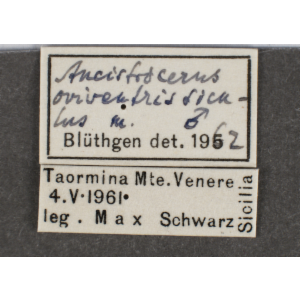 Ancistrocerus
oviventris sicu-
lus m. ♂
Blüthgen det. 1962
Taormina Mte. Venere
4.V.1961.
leg. Max Schwarz
Sicilia